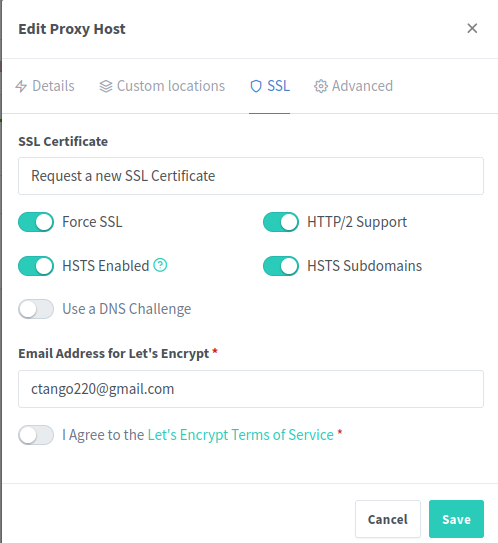 Edit Proxy Host
Details Custom locations SSL Advanced
SSL Certificate
Request a new SSL Certificate
Force SSL HTTP/2 Support
HSTS Enabled HSTS Subdomains
Use a DNS Challenge
Email Address for Let's Encrypt *
ctango220@gmail.com
I Agree to the Let's Encrypt Terms of Service *
Cancel Save